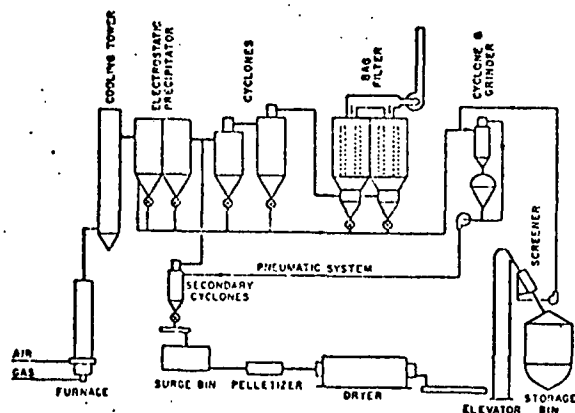 COOLING TOWER
ELECTROSTATIC
PRECIPITATOR
CYCLONES
BAG
FILTER
CYCLONE &
GRINDER
SCREENER
PNEUMATIC SYSTEM
SECONDARY
CYCLONES
AIR
GAS
FURNAGE
SURGE BIN
PELLETIZER
DRYER
ELEVATOR
STORAGE
BIN